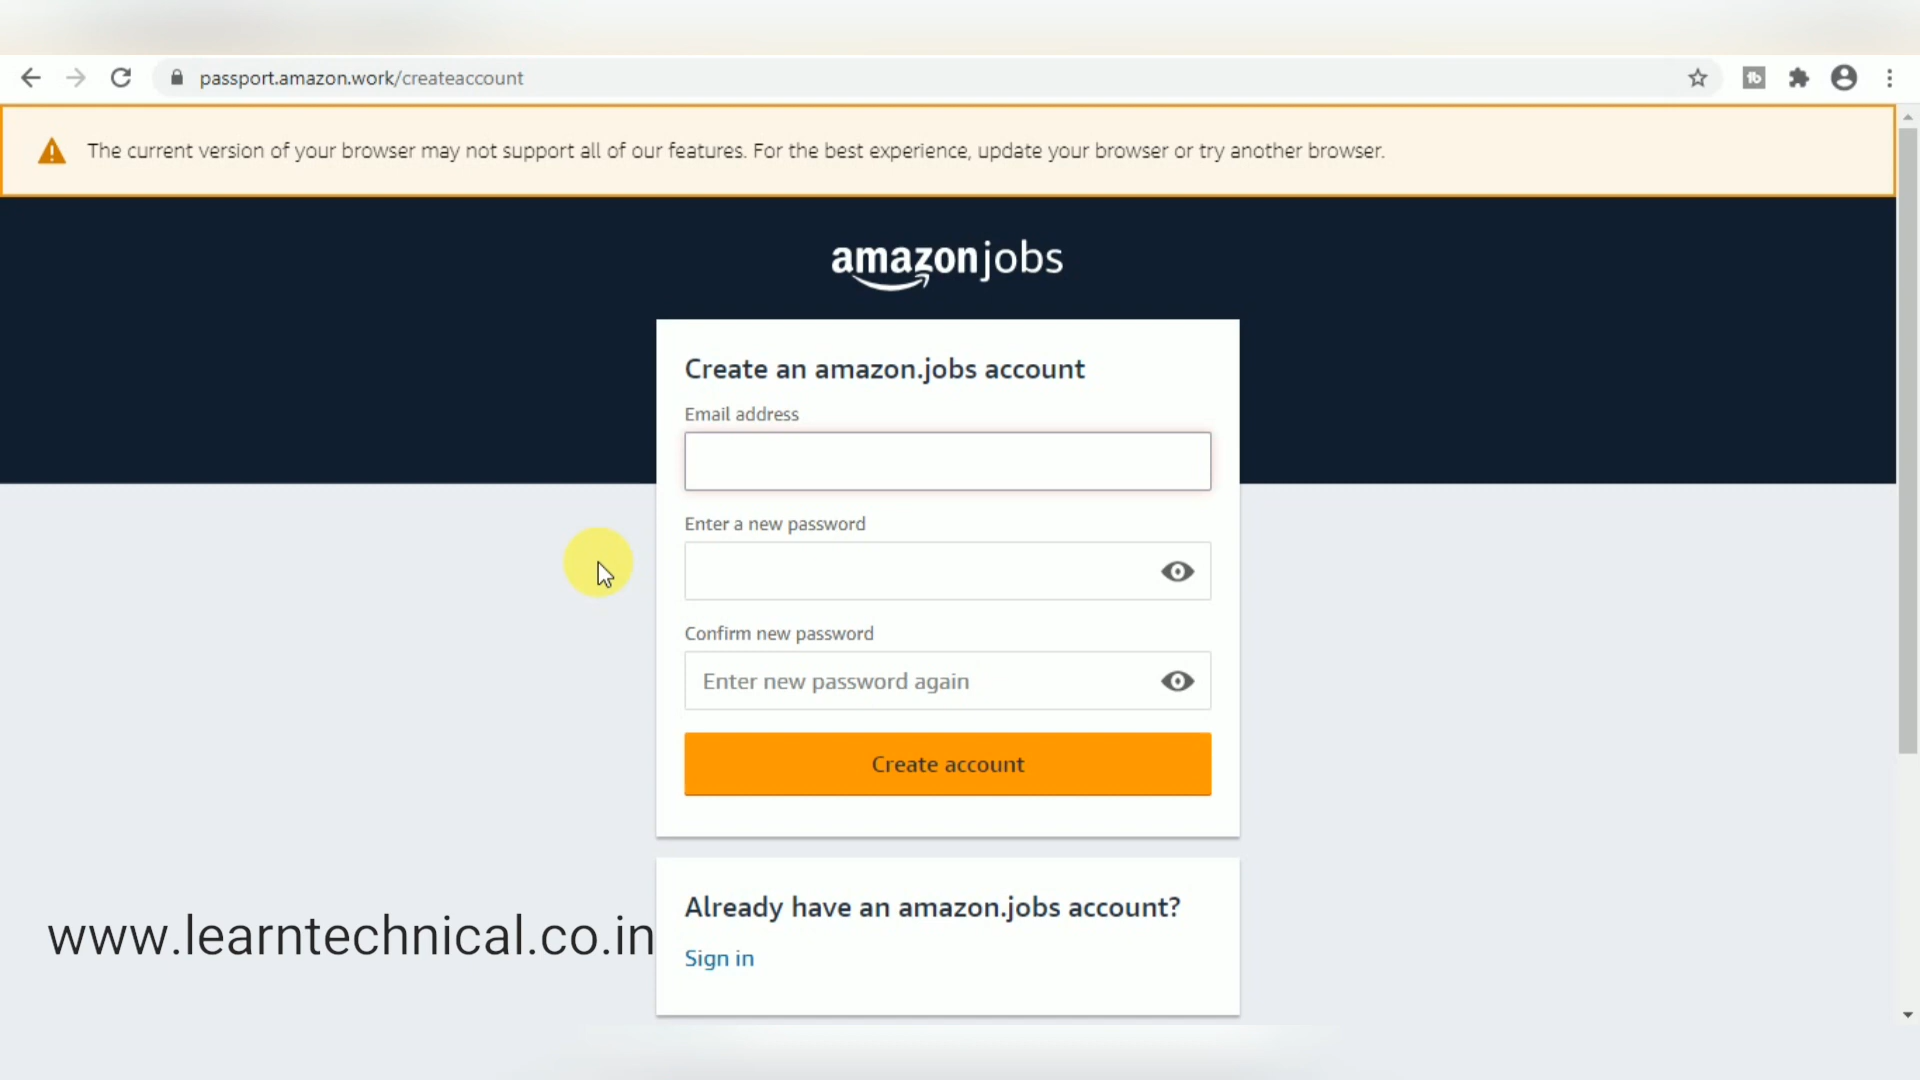 passport.amazon.work/createaccount
The current version of your browser may not support all of our features. For the best experience, update your browser or try another browser.
amazonjobs
Create an amazon.jobs account
Email address
Enter a new password
Confirm new password
Enter new password again
Create account
Already have an amazon.jobs account?
Sign in
www.learntechnical.co.in